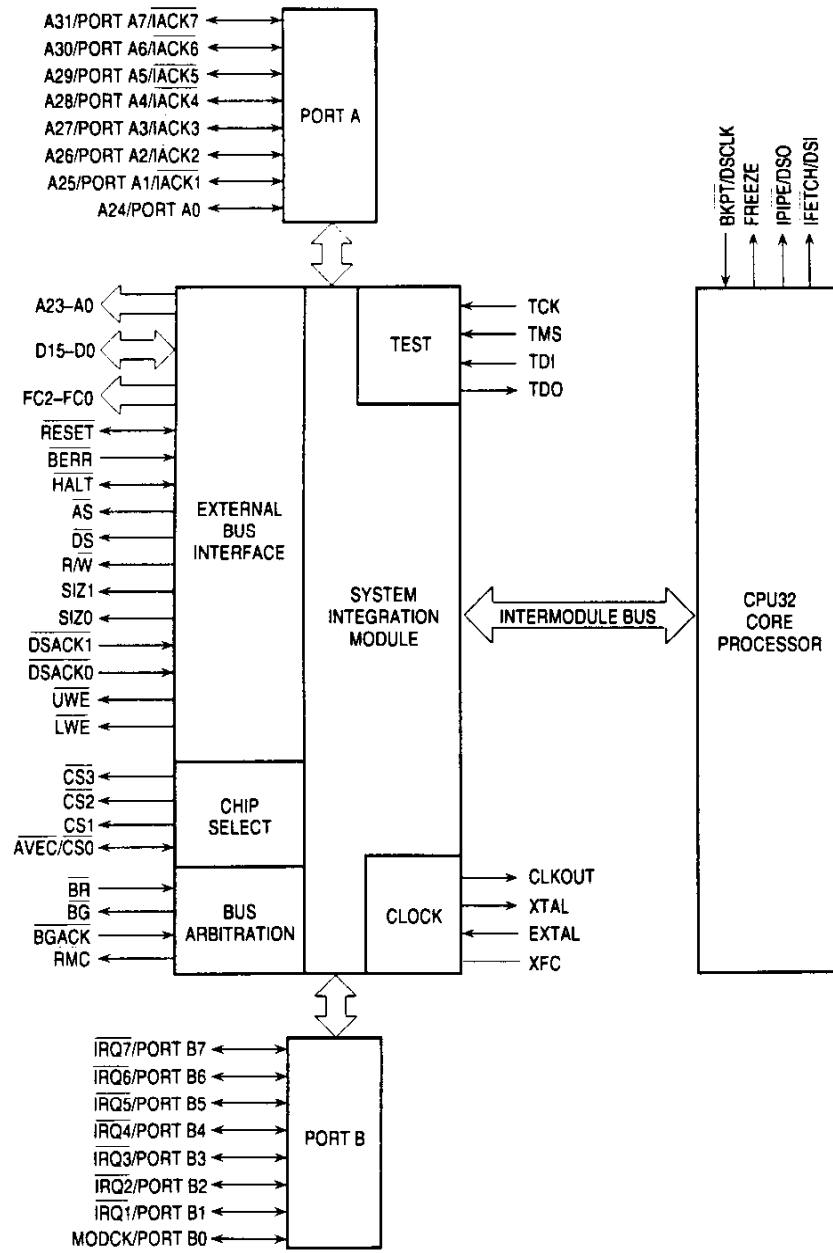 A31/PORT A7/IACK7
A30/PORT A6/IACK6
A29/PORT A5/IACK5
A28/PORT A4/IACK4
A27/PORT A3/IACK3
A26/PORT A2/IACK2
A25/PORT A1/IACK1
A24/PORT A0
PORT A
BKPT/DSCLK
FREEZE
IPIPE/DSO
IFETCH/DSI
A23–A0
D15–D0
FC2–FC0
RESET
BERR
HALT
AS
DS
R/W
SIZ1
SIZ0
DSACK1
DSACK0
UWE
LWE
CS3
CS2
CS1
AVEC/CS0
BR
BG
BGACK
RMC
EXTERNAL
BUS
INTERFACE
CHIP
SELECT
BUS
ARBITRATION
TEST
TCK
TMS
TDI
TDO
SYSTEM
INTEGRATION
MODULE
INTERMODULE BUS
CPU32
CORE
PROCESSOR
CLOCK
CLKOUT
XTAL
EXTAL
XFC
IRQ7/PORT B7
IRQ6/PORT B6
IRQ5/PORT B5
IRQ4/PORT B4
IRQ3/PORT B3
IRQ2/PORT B2
IRQ1/PORT B1
MODCK/PORT B0
PORT B